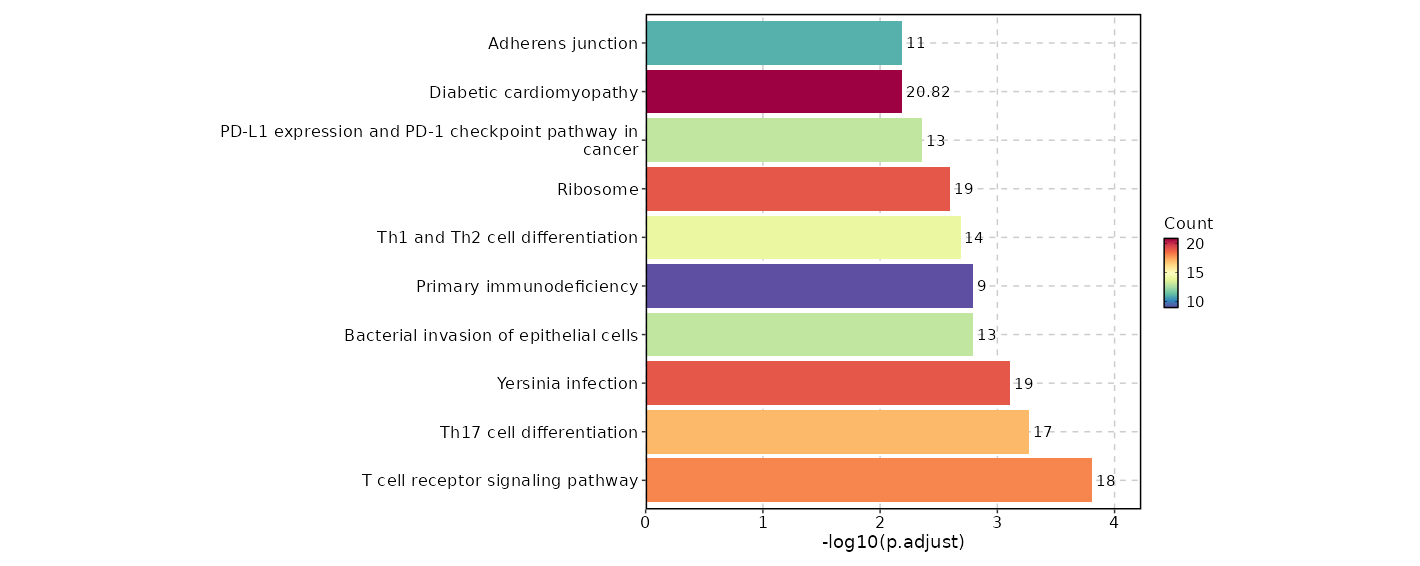 Adherens junction
11
Diabetic cardiomyopathy
20.82
PD-L1 expression and PD-1 checkpoint pathway in
cancer
13
Ribosome
19
Th1 and Th2 cell differentiation
14
Primary immunodeficiency
9
Bacterial invasion of epithelial cells
13
Yersinia infection
19
Th17 cell differentiation
17
T cell receptor signaling pathway
18
0 1 2 3 4
-log10(p.adjust)
Count
20
15
10